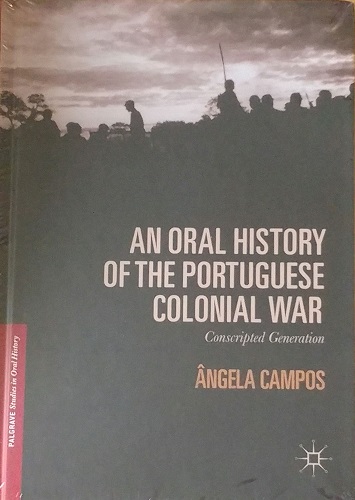 AN ORAL HISTORY
OF THE PORTUGUESE
COLONIAL WAR
Conscripted Generation
ÂNGELA CAMPOS
PALGRAVE Studies in Oral History